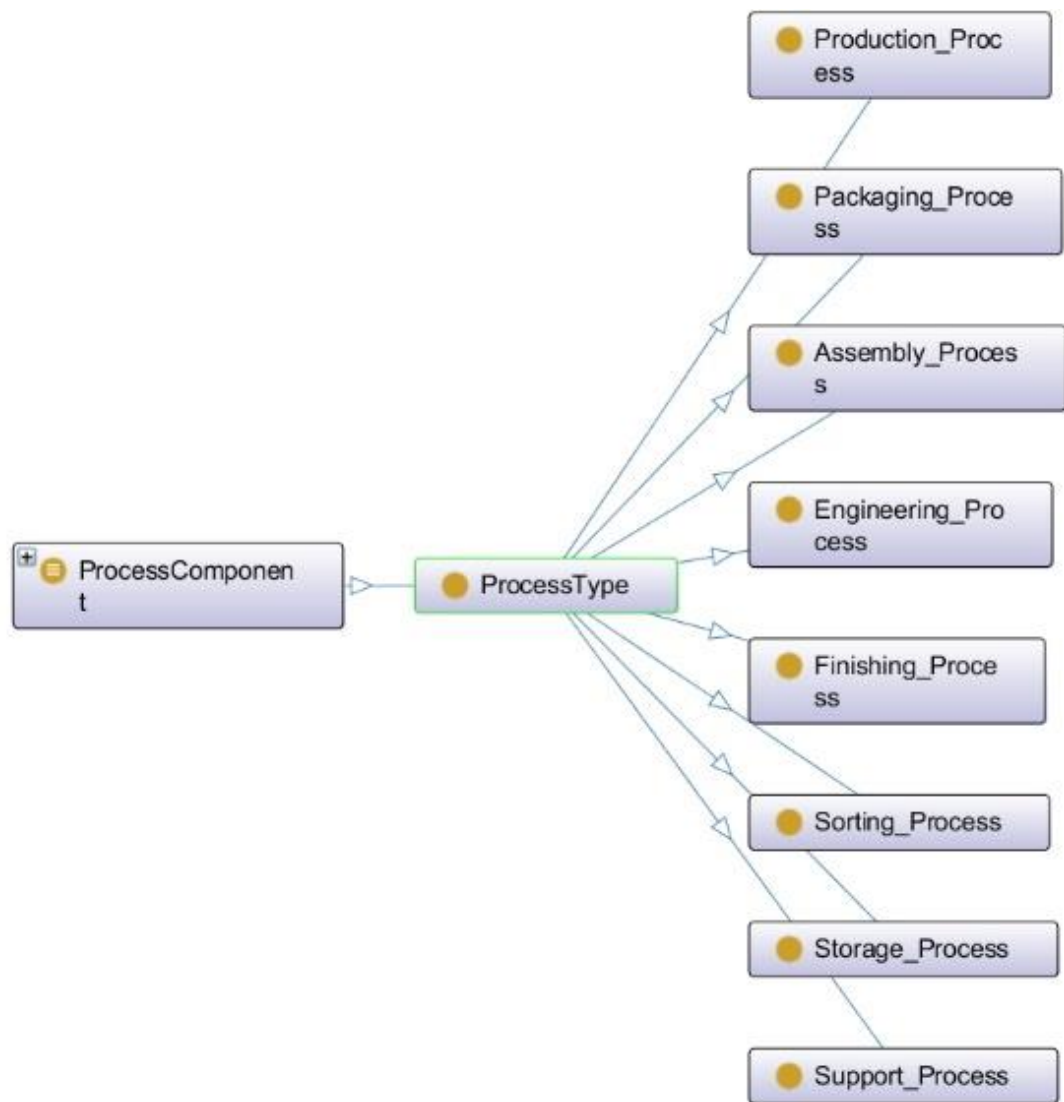 Production_Proc
ess
Packaging_Proce
ss
Assembly_Proces
s
Engineering_Pro
cess
ProcessComponen
t
ProcessType
Finishing_Proce
ss
Sorting_Process
Storage_Process
Support_Process